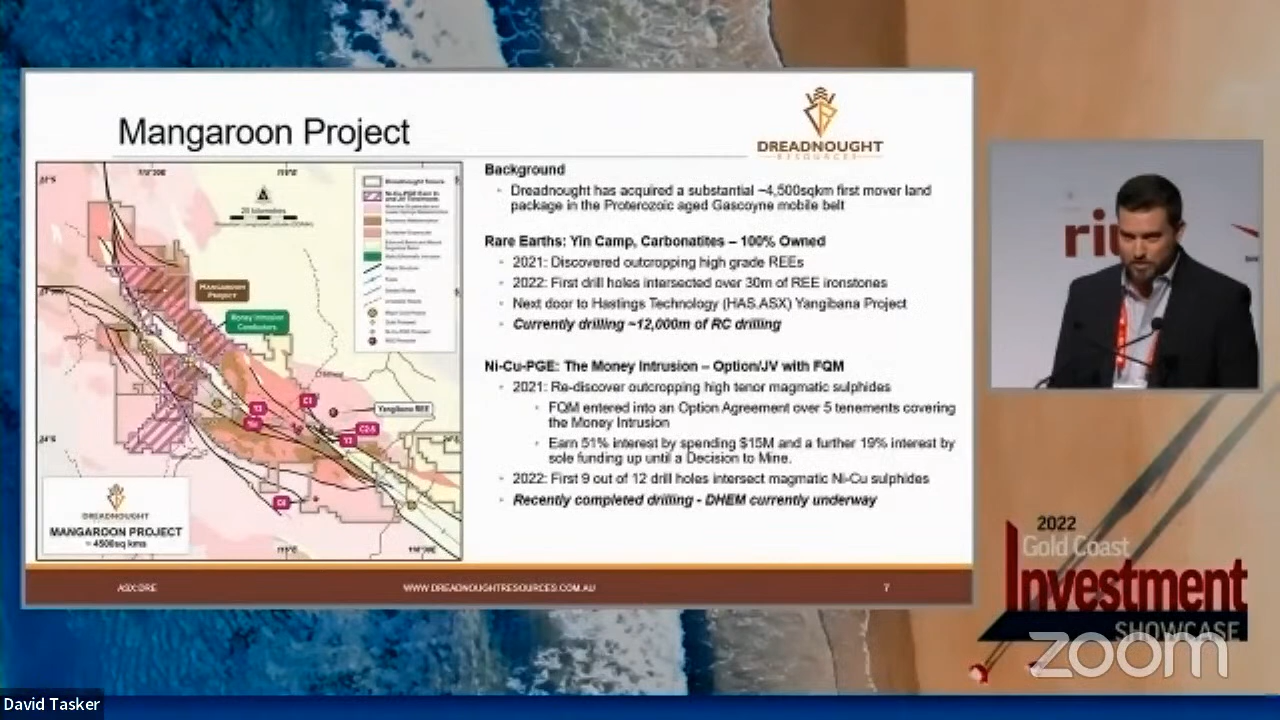 Mangaroon Project
DREADNOUGHT
RESOURCES
Background
Dreadnought has acquired a substantial ~4,500sqkm first mover land
package in the Proterozoic aged Gascoyne mobile belt
Rare Earths: Yin Camp, Carbonatites – 100% Owned
2021: Discovered outcropping high grade REEs
2022: First drill holes intersected over 30m of REE ironstones
Next door to Hastings Technology (HAS.ASX) Yangibana Project
Currently drilling ~12,000m of RC drilling
Ni-Cu-PGE: The Money Intrusion – Option/JV with FQM
2021: Re-discover outcropping high tenor magmatic sulphides
FQM entered into an Option Agreement over 5 tenements covering
the Money Intrusion
Earn 51% interest by spending $15M and a further 19% interest by
sole funding up until a Decision to Mine.
2022: First 9 out of 12 drill holes intersect magmatic Ni-Cu sulphides
Recently completed drilling - DHEM currently underway
20 kilometres
MANGAROON
PROJECT
Money Intrusion
Conductors
Yangibana REE
DREADNOUGHT
MANGAROON PROJECT
~ 4500sq kms
ASX:DRE
WWW.DREADNOUGHTRESOURCES.COM.AU
7
2022
Gold Coast
Investment
SHOWCASE
zoom
David Tasker